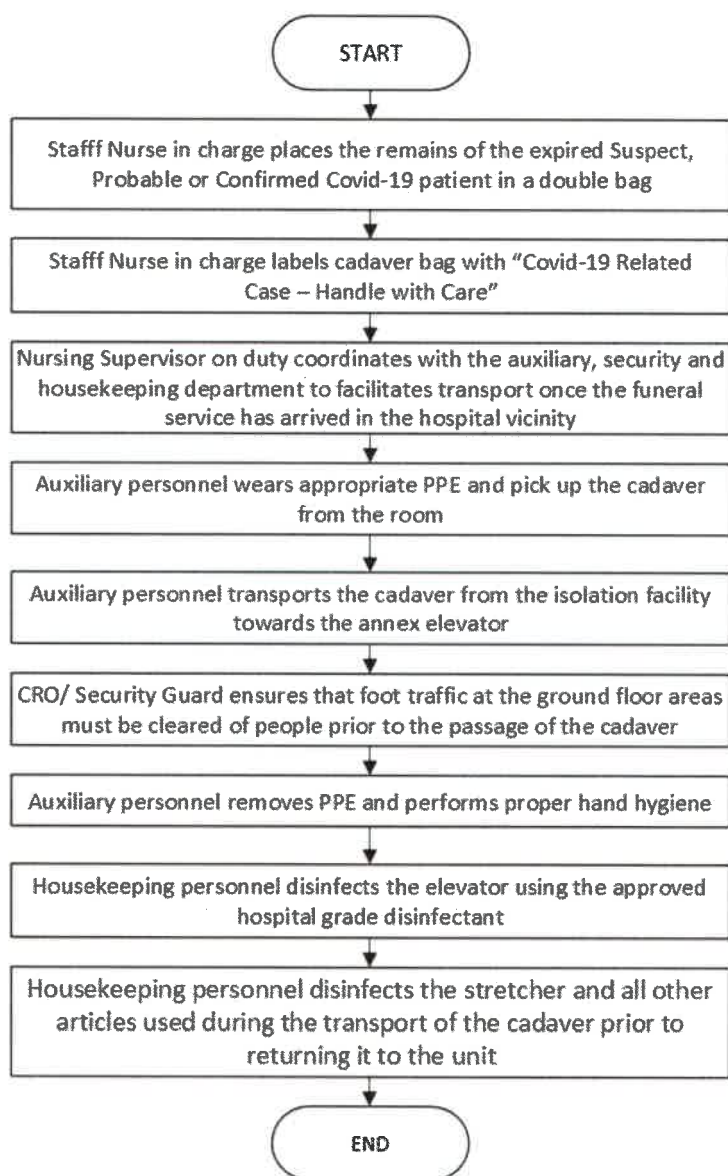 START
Stafff Nurse in charge places the remains of the expired Suspect,
Probable or Confirmed Covid-19 patient in a double bag
Stafff Nurse in charge labels cadaver bag with “Covid-19 Related
Case – Handle with Care”
Nursing Supervisor on duty coordinates with the auxiliary, security and
housekeeping department to facilitates transport once the funeral
service has arrived in the hospital vicinity
Auxiliary personnel wears appropriate PPE and pick up the cadaver
from the room
Auxiliary personnel transports the cadaver from the isolation facility
towards the annex elevator
CRO/ Security Guard ensures that foot traffic at the ground floor areas
must be cleared of people prior to the passage of the cadaver
Auxiliary personnel removes PPE and performs proper hand hygiene
Housekeeping personnel disinfects the elevator using the approved
hospital grade disinfectant
Housekeeping personnel disinfects the stretcher and all other
articles used during the transport of the cadaver prior to
returning it to the unit
END